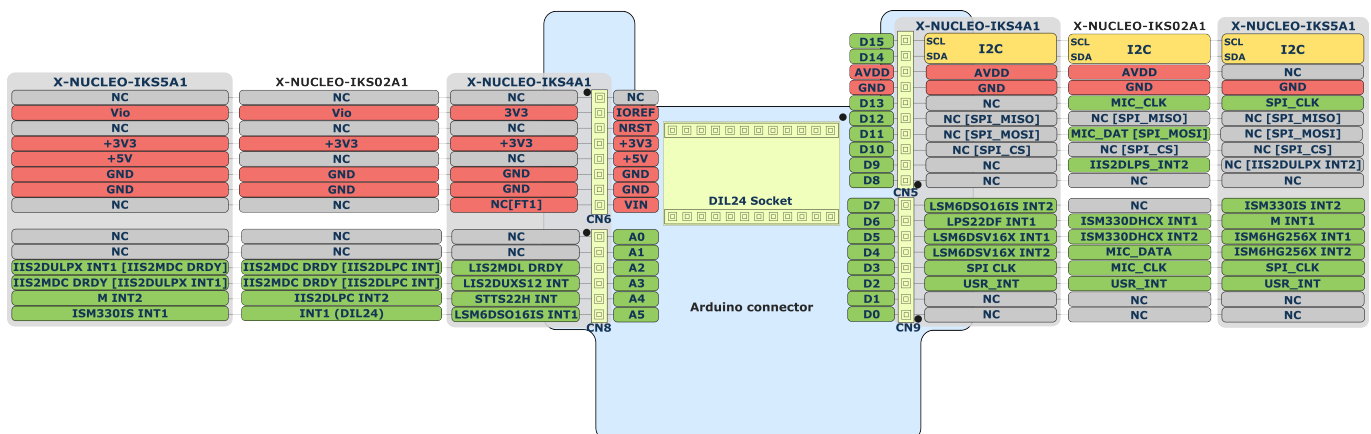 X-NUCLEO-IKS4A1 X-NUCLEO-IKS02A1 X-NUCLEO-IKS5A1
D15 SCL I2C SCL I2C SCL I2C
D14 SDA SDA SDA
AVDD AVDD AVDD NC
GND GND GND GND
D13 NC MIC_CLK SPI_CLK
D12 NC [SPI_MISO] NC [SPI_MISO] NC [SPI_MISO]
D11 NC [SPI_MOSI] MIC_DAT [SPI_MOSI] NC [SPI_MOSI]
D10 NC [SPI_CS] NC [SPI_CS] NC [SPI_CS]
D9 NC IIS2DLPS_INT2 NC [IIS2DULPX INT2]
D8 NC NC NC
CN5
D7 LSM6DSO16IS INT2 NC ISM330IS INT2
D6 LPS22DF INT1 ISM330DHCX INT1 M INT1
D5 LSM6DSV16X INT1 ISM330DHCX INT2 ISM6HG256X INT1
D4 LSM6DSV16X INT2 MIC_DATA ISM6HG256X INT2
D3 SPI CLK MIC_CLK SPI_CLK
D2 USR_INT USR_INT USR_INT
D1 NC NC NC
D0 NC NC NC
CN9
X-NUCLEO-IKS5A1 X-NUCLEO-IKS02A1 X-NUCLEO-IKS4A1
NC NC NC NC
Vio Vio 3V3 IOREF
NC NC NC NRST
+3V3 +3V3 +3V3 +3V3
+5V NC NC +5V
GND GND GND GND
GND GND GND GND
NC NC NC[FT1] VIN
CN6
NC NC NC A0
NC NC NC A1
IIS2DULPX INT1 [IIS2MDC DRDY] IIS2MDC DRDY [IIS2DLPC INT] LIS2MDL DRDY A2
IIS2MDC DRDY [IIS2DULPX INT1] IIS2MDC DRDY [IIS2DLPC INT] LIS2DUXS12 INT A3
M INT2 IIS2DLPC INT2 STTS22H INT A4
ISM330IS INT1 INT1 (DIL24) LSM6DSO16IS INT1 A5
CN8
DIL24 Socket
Arduino connector